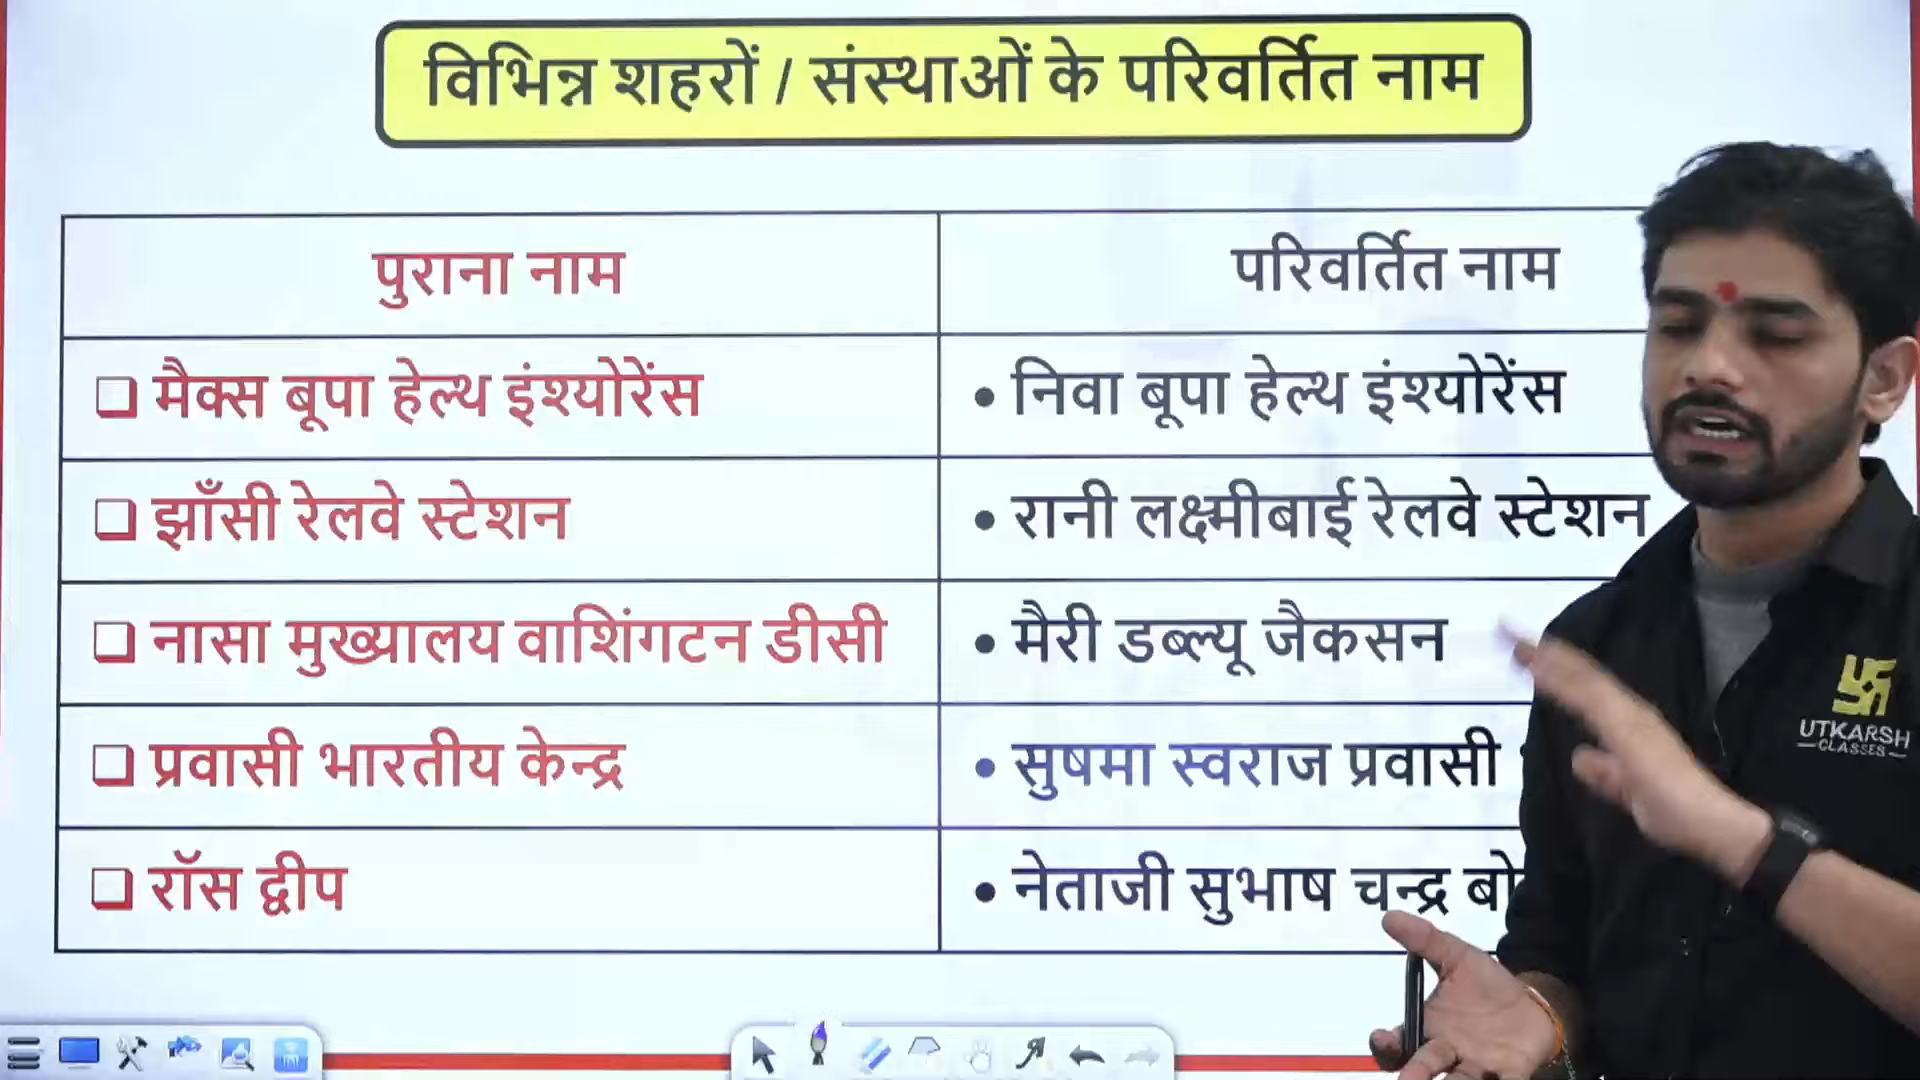 विभिन्न शहरों / संस्थाओं के परिवर्तित नाम
पुराना नाम
परिवर्तित नाम
मैक्स बूपा हेल्थ इंश्योरेंस
• निवा बूपा हेल्थ इंश्योरेंस
झाँसी रेलवे स्टेशन
• रानी लक्ष्मीबाई रेलवे स्टेशन
नासा मुख्यालय वाशिंगटन डीसी
• मैरी डब्ल्यू जैकसन
प्रवासी भारतीय केन्द्र
• सुषमा स्वराज प्रवासी
रॉस द्वीप
• नेताजी सुभाष चन्द्र
UTKARSH
CLASSES